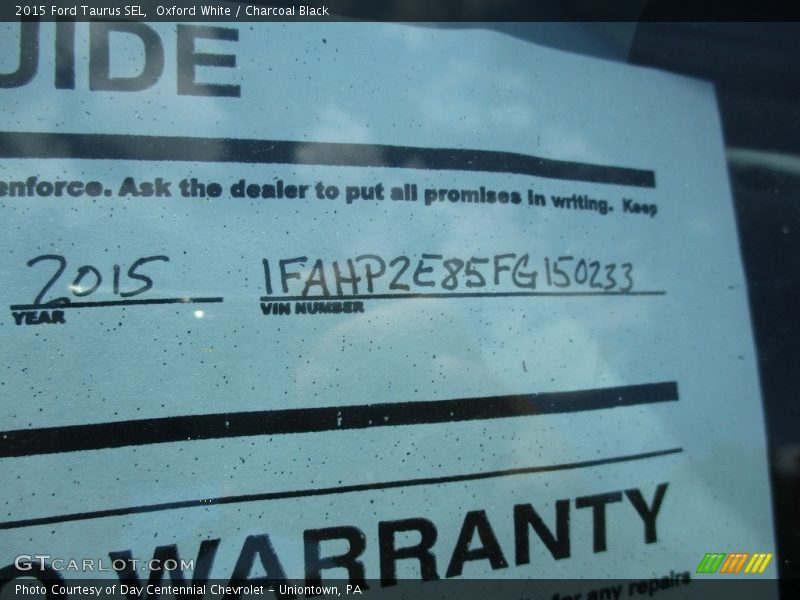 2015 Ford Taurus SEL, Oxford White / Charcoal Black
UIDE
enforce. Ask the dealer to put all promises in writing. Keep
2015 1FAHP2E85FG150233
YEAR VIN NUMBER
O WARRANTY
for any repairs
GTCARLOT.COM
Photo Courtesy of Day Centennial Chevrolet - Uniontown, PA